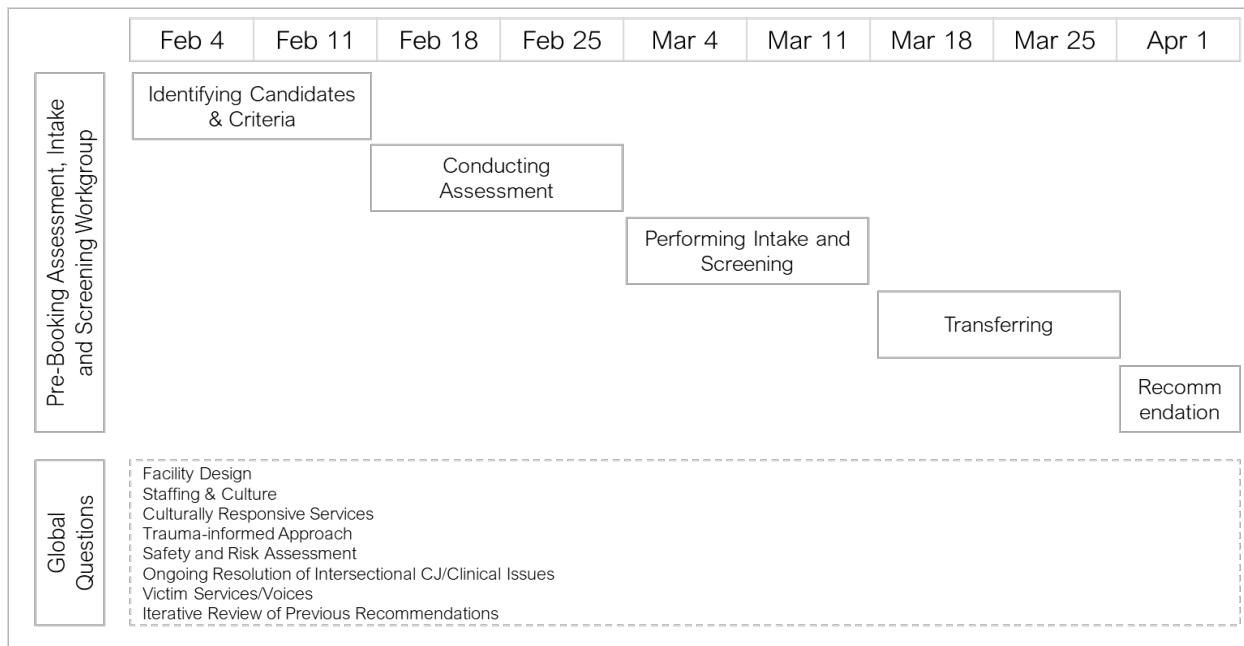 Feb 4 Feb 11 Feb 18 Feb 25 Mar 4 Mar 11 Mar 18 Mar 25 Apr 1
Pre-Booking Assessment, Intake
and Screening Workgroup
Identifying Candidates
& Criteria
Conducting
Assessment
Performing Intake and
Screening
Transferring
Recomm
endation
Global
Questions
Facility Design
Staffing & Culture
Culturally Responsive Services
Trauma-informed Approach
Safety and Risk Assessment
Ongoing Resolution of Intersectional CJ/Clinical Issues
Victim Services/Voices
Iterative Review of Previous Recommendations